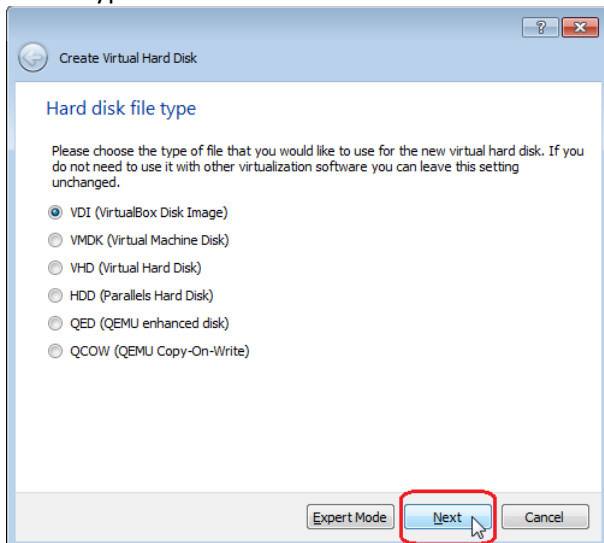 ?
Create Virtual Hard Disk
Hard disk file type
Please choose the type of file that you would like to use for the new virtual hard disk. If you
do not need to use it with other virtualization software you can leave this setting
unchanged.
VDI (VirtualBox Disk Image)
VMDK (Virtual Machine Disk)
VHD (Virtual Hard Disk)
HDD (Parallels Hard Disk)
QED (QEMU enhanced disk)
QCOW (QEMU Copy-On-Write)
Expert Mode Next Cancel